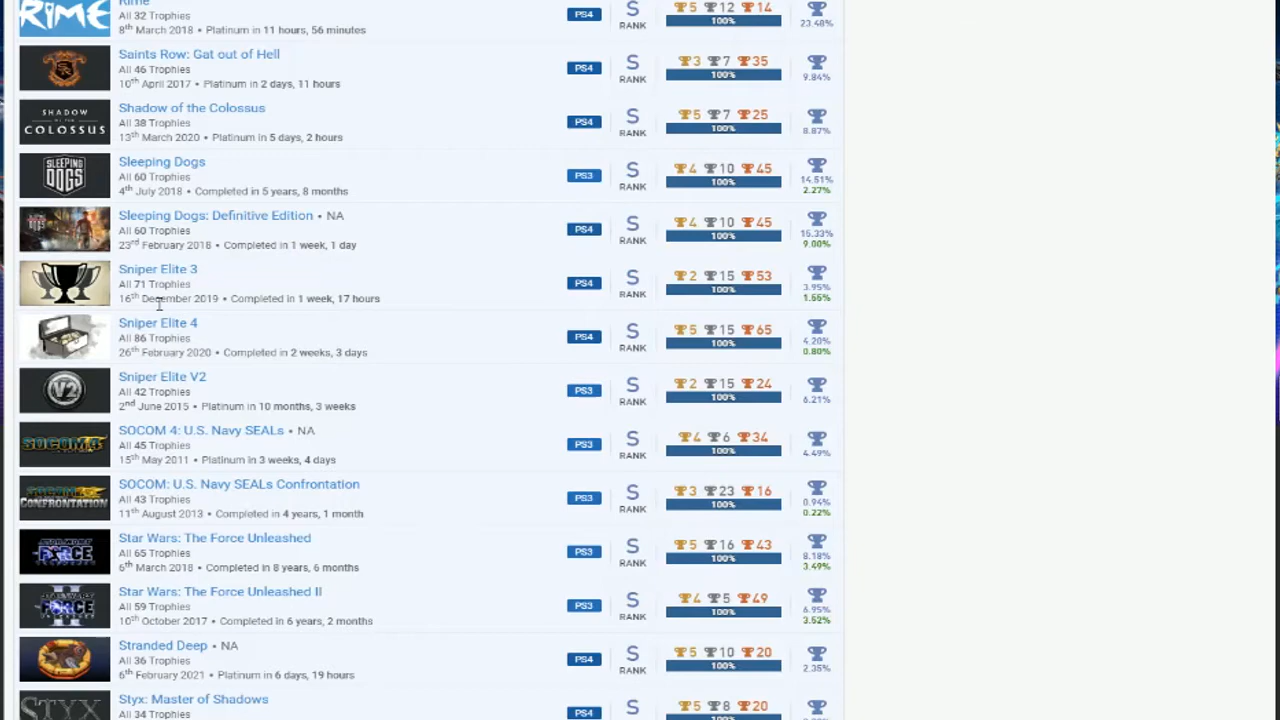 RiME
Rime
All 32 Trophies
8th March 2018 • Platinum in 11 hours, 56 minutes
PS4
S
RANK
5 12 14
100%
23.48%
Saints Row: Gat out of Hell
All 46 Trophies
10th April 2017 • Platinum in 2 days, 11 hours
PS4
S
RANK
3 7 35
100%
9.84%
SHADOW
OF THE
COLOSSUS
Shadow of the Colossus
All 38 Trophies
13th March 2020 • Platinum in 5 days, 2 hours
PS4
S
RANK
5 7 25
100%
8.87%
SLEEPING
DOGS
Sleeping Dogs
All 60 Trophies
4th July 2018 • Completed in 5 years, 8 months
PS3
S
RANK
4 10 45
100%
14.51%
2.27%
Sleeping Dogs: Definitive Edition • NA
All 60 Trophies
23rd February 2018 • Completed in 1 week, 1 day
PS4
S
RANK
4 10 45
100%
15.33%
9.00%
Sniper Elite 3
All 71 Trophies
16th December 2019 • Completed in 1 week, 17 hours
PS4
S
RANK
2 15 53
100%
3.95%
1.55%
Sniper Elite 4
All 86 Trophies
26th February 2020 • Completed in 2 weeks, 3 days
PS4
S
RANK
5 15 65
100%
4.20%
0.80%
V2
Sniper Elite V2
All 42 Trophies
2nd June 2015 • Platinum in 10 months, 3 weeks
PS3
S
RANK
2 15 24
100%
6.21%
SOCOM 4
SOCOM 4: U.S. Navy SEALs • NA
All 45 Trophies
15th May 2011 • Platinum in 3 weeks, 4 days
PS3
S
RANK
4 6 34
100%
4.49%
SOCOM
CONFRONTATION
SOCOM: U.S. Navy SEALs Confrontation
All 43 Trophies
11th August 2013 • Completed in 4 years, 1 month
PS3
S
RANK
3 23 16
100%
0.94%
0.22%
STAR WARS
FORCE
Star Wars: The Force Unleashed
All 65 Trophies
th March 2018 • Completed in 8 years, 6 months
PS3
S
RANK
5 16 43
100%
8.18%
3.49%
STAR WARS
FORCE
II
Star Wars: The Force Unleashed II
All 59 Trophies
10th October 2017 • Completed in 6 years, 2 months
PS3
S
RANK
4 5 49
100%
6.95%
3.52%
Stranded Deep • NA
All 36 Trophies
6th February 2021 • Platinum in 6 days, 19 hours
PS4
S
RANK
5 10 20
100%
2.35%
STYX
Styx: Master of Shadows
All 34 Trophies
PS4
S
RANK
5 8 20
100%